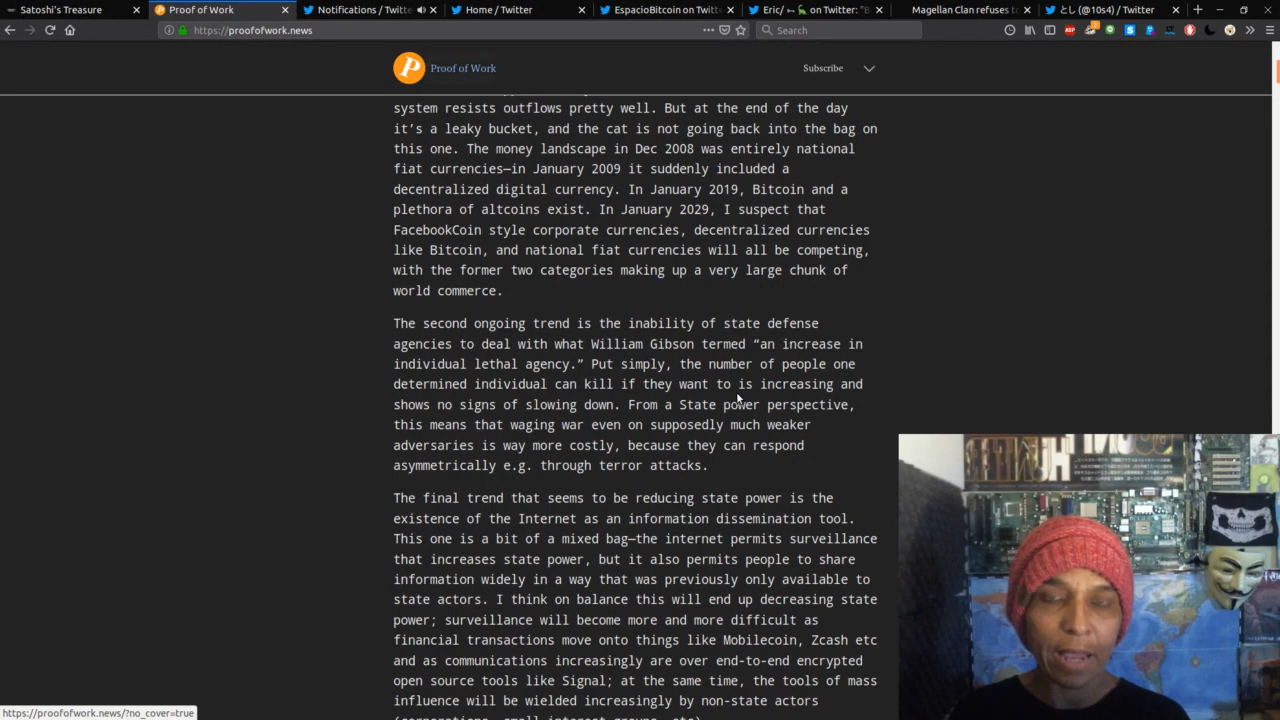 Satoshi's Treasure
Proof of Work
Notifications / Twitte
Home / Twitter
EspacioBitcoin on Twitt
Eric/ on Twitter: "B
Magellan Clan refuses t
とし (@10s4) / Twitter
https://proofofwork.news
Search
Proof of Work
Subscribe
system resists outflows pretty well. But at the end of the day
it's a leaky bucket, and the cat is not going back into the bag on
this one. The money landscape in Dec 2008 was entirely national
fiat currencies—in January 2009 it suddenly included a
decentralized digital currency. In January 2019, Bitcoin and a
plethora of altcoins exist. In January 2029, I suspect that
FacebookCoin style corporate currencies, decentralized currencies
like Bitcoin, and national fiat currencies will all be competing,
with the former two categories making up a very large chunk of
world commerce.
The second ongoing trend is the inability of state defense
agencies to deal with what William Gibson termed “an increase in
individual lethal agency.” Put simply, the number of people one
determined individual can kill if they want to is increasing and
shows no signs of slowing down. From a State power perspective,
this means that waging war even on supposedly much weaker
adversaries is way more costly, because they can respond
asymmetrically e.g. through terror attacks.
The final trend that seems to be reducing state power is the
existence of the Internet as an information dissemination tool.
This one is a bit of a mixed bag—the internet permits surveillance
that increases state power, but it also permits people to share
information widely in a way that was previously only available to
state actors. I think on balance this will end up decreasing state
power; surveillance will become more and more difficult as
financial transactions move onto things like Mobilecoin, Zcash etc
and as communications increasingly are over end-to-end encrypted
open source tools like Signal; at the same time, the tools of mass
influence will be wielded increasingly by non-state actors
(corporations, small interest groups, etc)
https://proofofwork.news/?no_cover=true